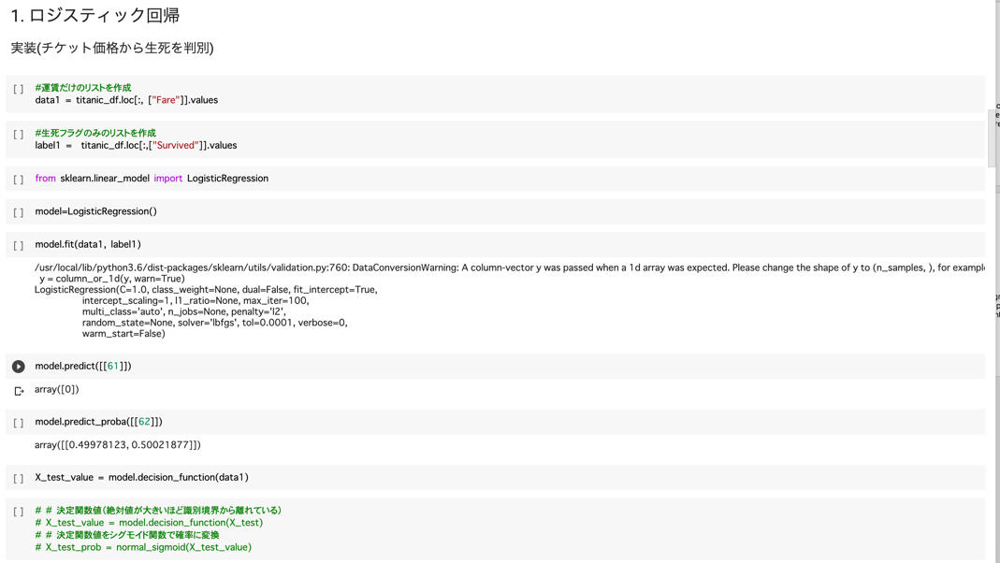 1. ロジスティック回帰
実装(チケット価格から生死を判別)
[ ] #運賃だけのリストを作成
data1 = titanic_df.loc[:, ["Fare"]].values
[ ] #生死フラグのみのリストを作成
label1 =  titanic_df.loc[:,["Survived"]].values
[ ] from sklearn.linear_model import LogisticRegression
[ ] model=LogisticRegression()
[ ] model.fit(data1, label1)
/usr/local/lib/python3.6/dist-packages/sklearn/utils/validation.py:760: DataConversionWarning: A column-vector y was passed when a 1d array was expected. Please change the shape of y to (n_samples, ), for example
y = column_or_1d(y, warn=True)
LogisticRegression(C=1.0, class_weight=None, dual=False, fit_intercept=True,
intercept_scaling=1, l1_ratio=None, max_iter=100,
multi_class='auto', n_jobs=None, penalty='l2',
random_state=None, solver='lbfgs', tol=0.0001, verbose=0,
warm_start=False)
model.predict([[61]])
array([0])
[ ] model.predict_proba([[62]])
array([[0.49978123, 0.50021877]])
[ ] X_test_value = model.decision_function(data1)
[ ] # # 決定関数値（絶対値が大きいほど識別境界から離れている）
# X_test_value = model.decision_function(X_test)
# # 決定関数値をシグモイド関数で確率に変換
# X_test_prob = normal_sigmoid(X_test_value)